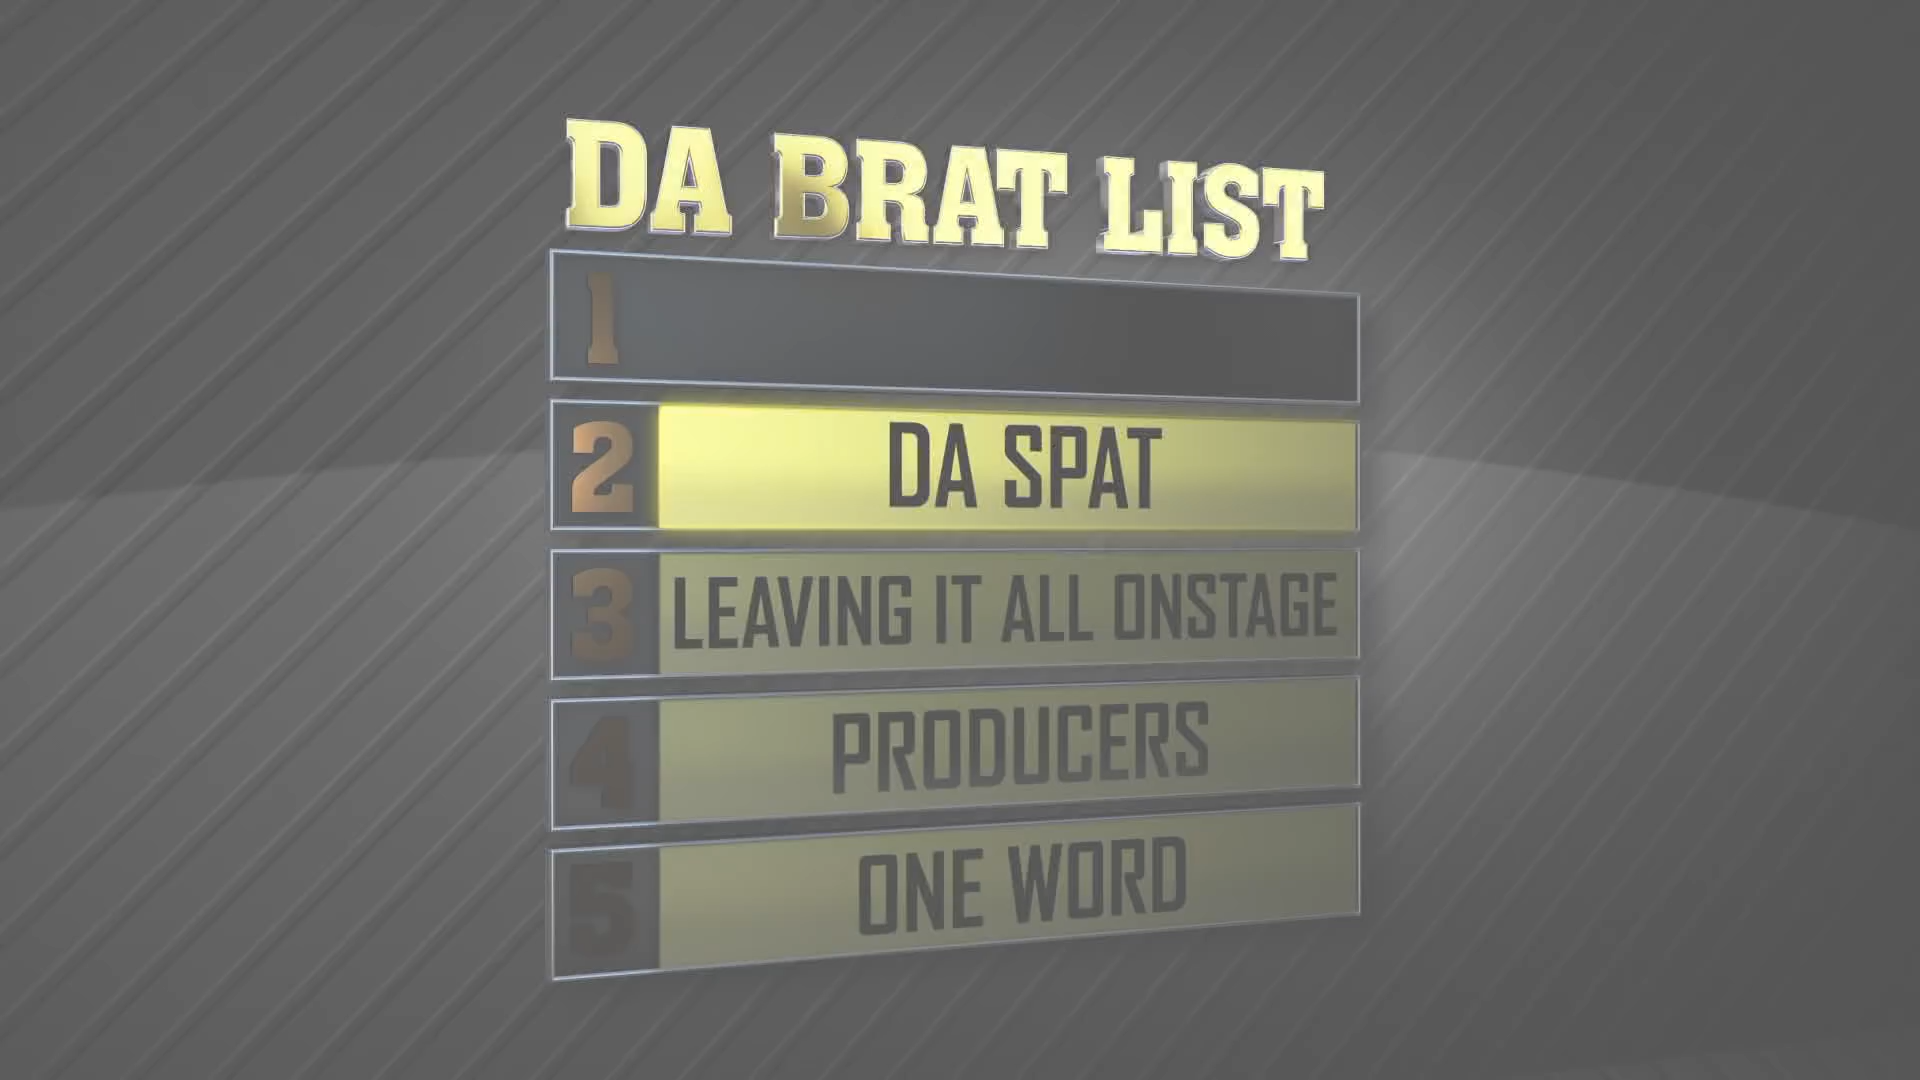 DA BRAT LIST
1
2 DA SPAT
3 LEAVING IT ALL ONSTAGE
4 PRODUCERS
5 ONE WORD